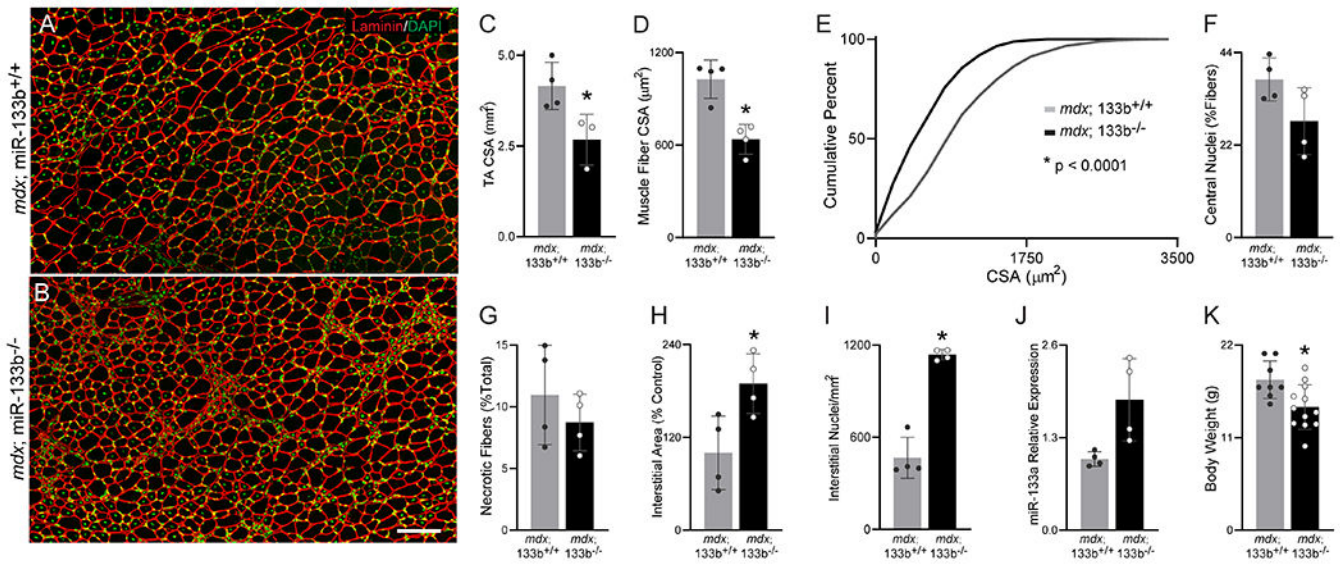 A
Laminin/DAPI
mdx; miR-133b+/+
B
mdx; miR-133b-/-
C
TA CSA (mm²)
5.0
2.5
0.0
*
mdx; mdx;
133b+/+ 133b-/-
D
Muscle Fiber CSA (μm²)
1200
600
0
*
mdx; mdx;
133b+/+ 133b-/-
E
Cumulative Percent
100
50
0
0 1750 3500
CSA (μm²)
mdx; 133b+/+
mdx; 133b-/-
* p < 0.0001
F
Central Nuclei (%Fibers)
44
22
0
mdx; mdx;
133b+/+ 133b-/-
G
Necrotic Fibers (%Total)
15
10
5
0
mdx; mdx;
133b+/+ 133b-/-
H
Interstitial Area (% Control)
240
120
0
*
mdx; mdx;
133b+/+ 133b-/-
I
Interstitial Nuclei/mm²
1200
600
0
*
mdx; mdx;
133b+/+ 133b-/-
J
miR-133a Relative Expression
2.6
1.3
0.0
mdx; mdx;
133b+/+ 133b-/-
K
Body Weight (g)
22
11
0
*
mdx; mdx;
133b+/+ 133b-/-